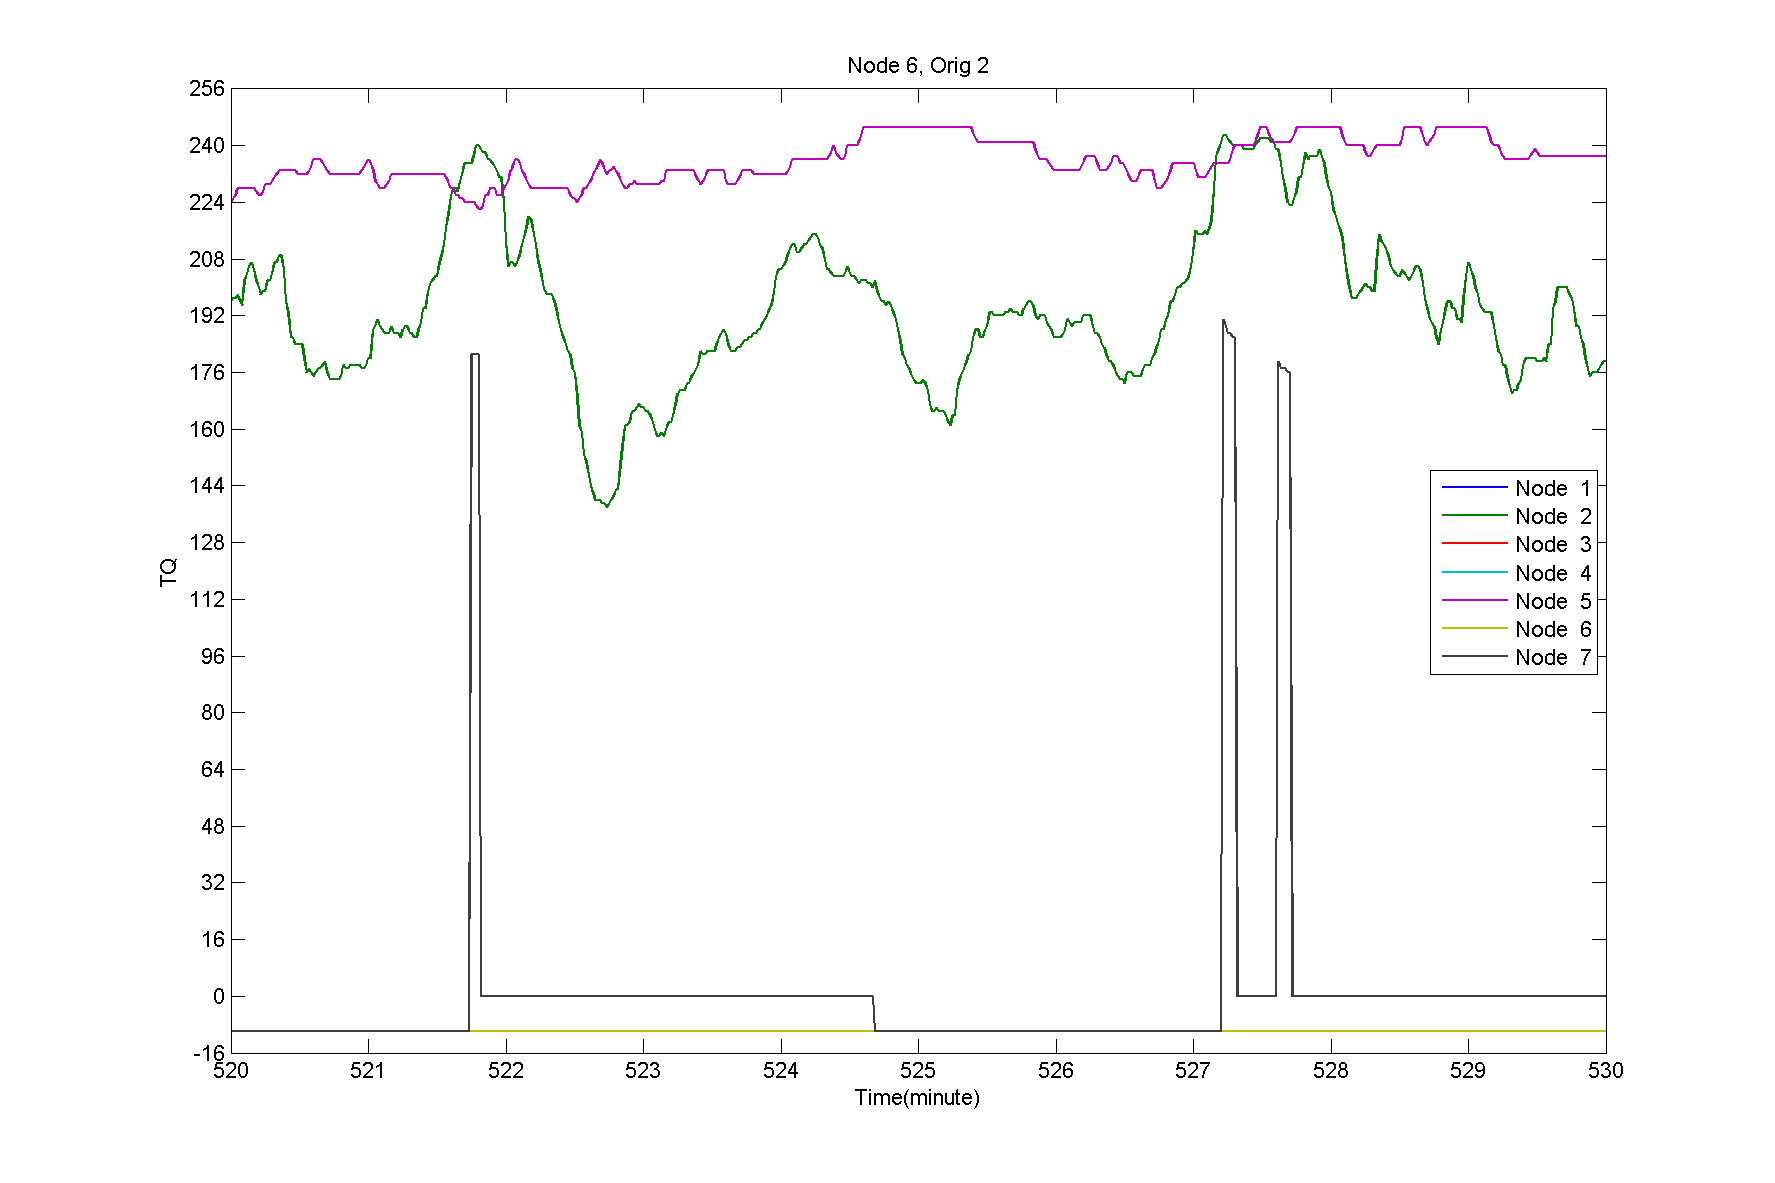 Node 6, Orig 2
256
240
224
208
192
176
160
144
128
112
96
80
64
48
32
16
0
-16
TQ
520 521 522 523 524 525 526 527 528 529 530
Time(minute)
Node 1
Node 2
Node 3
Node 4
Node 5
Node 6
Node 7